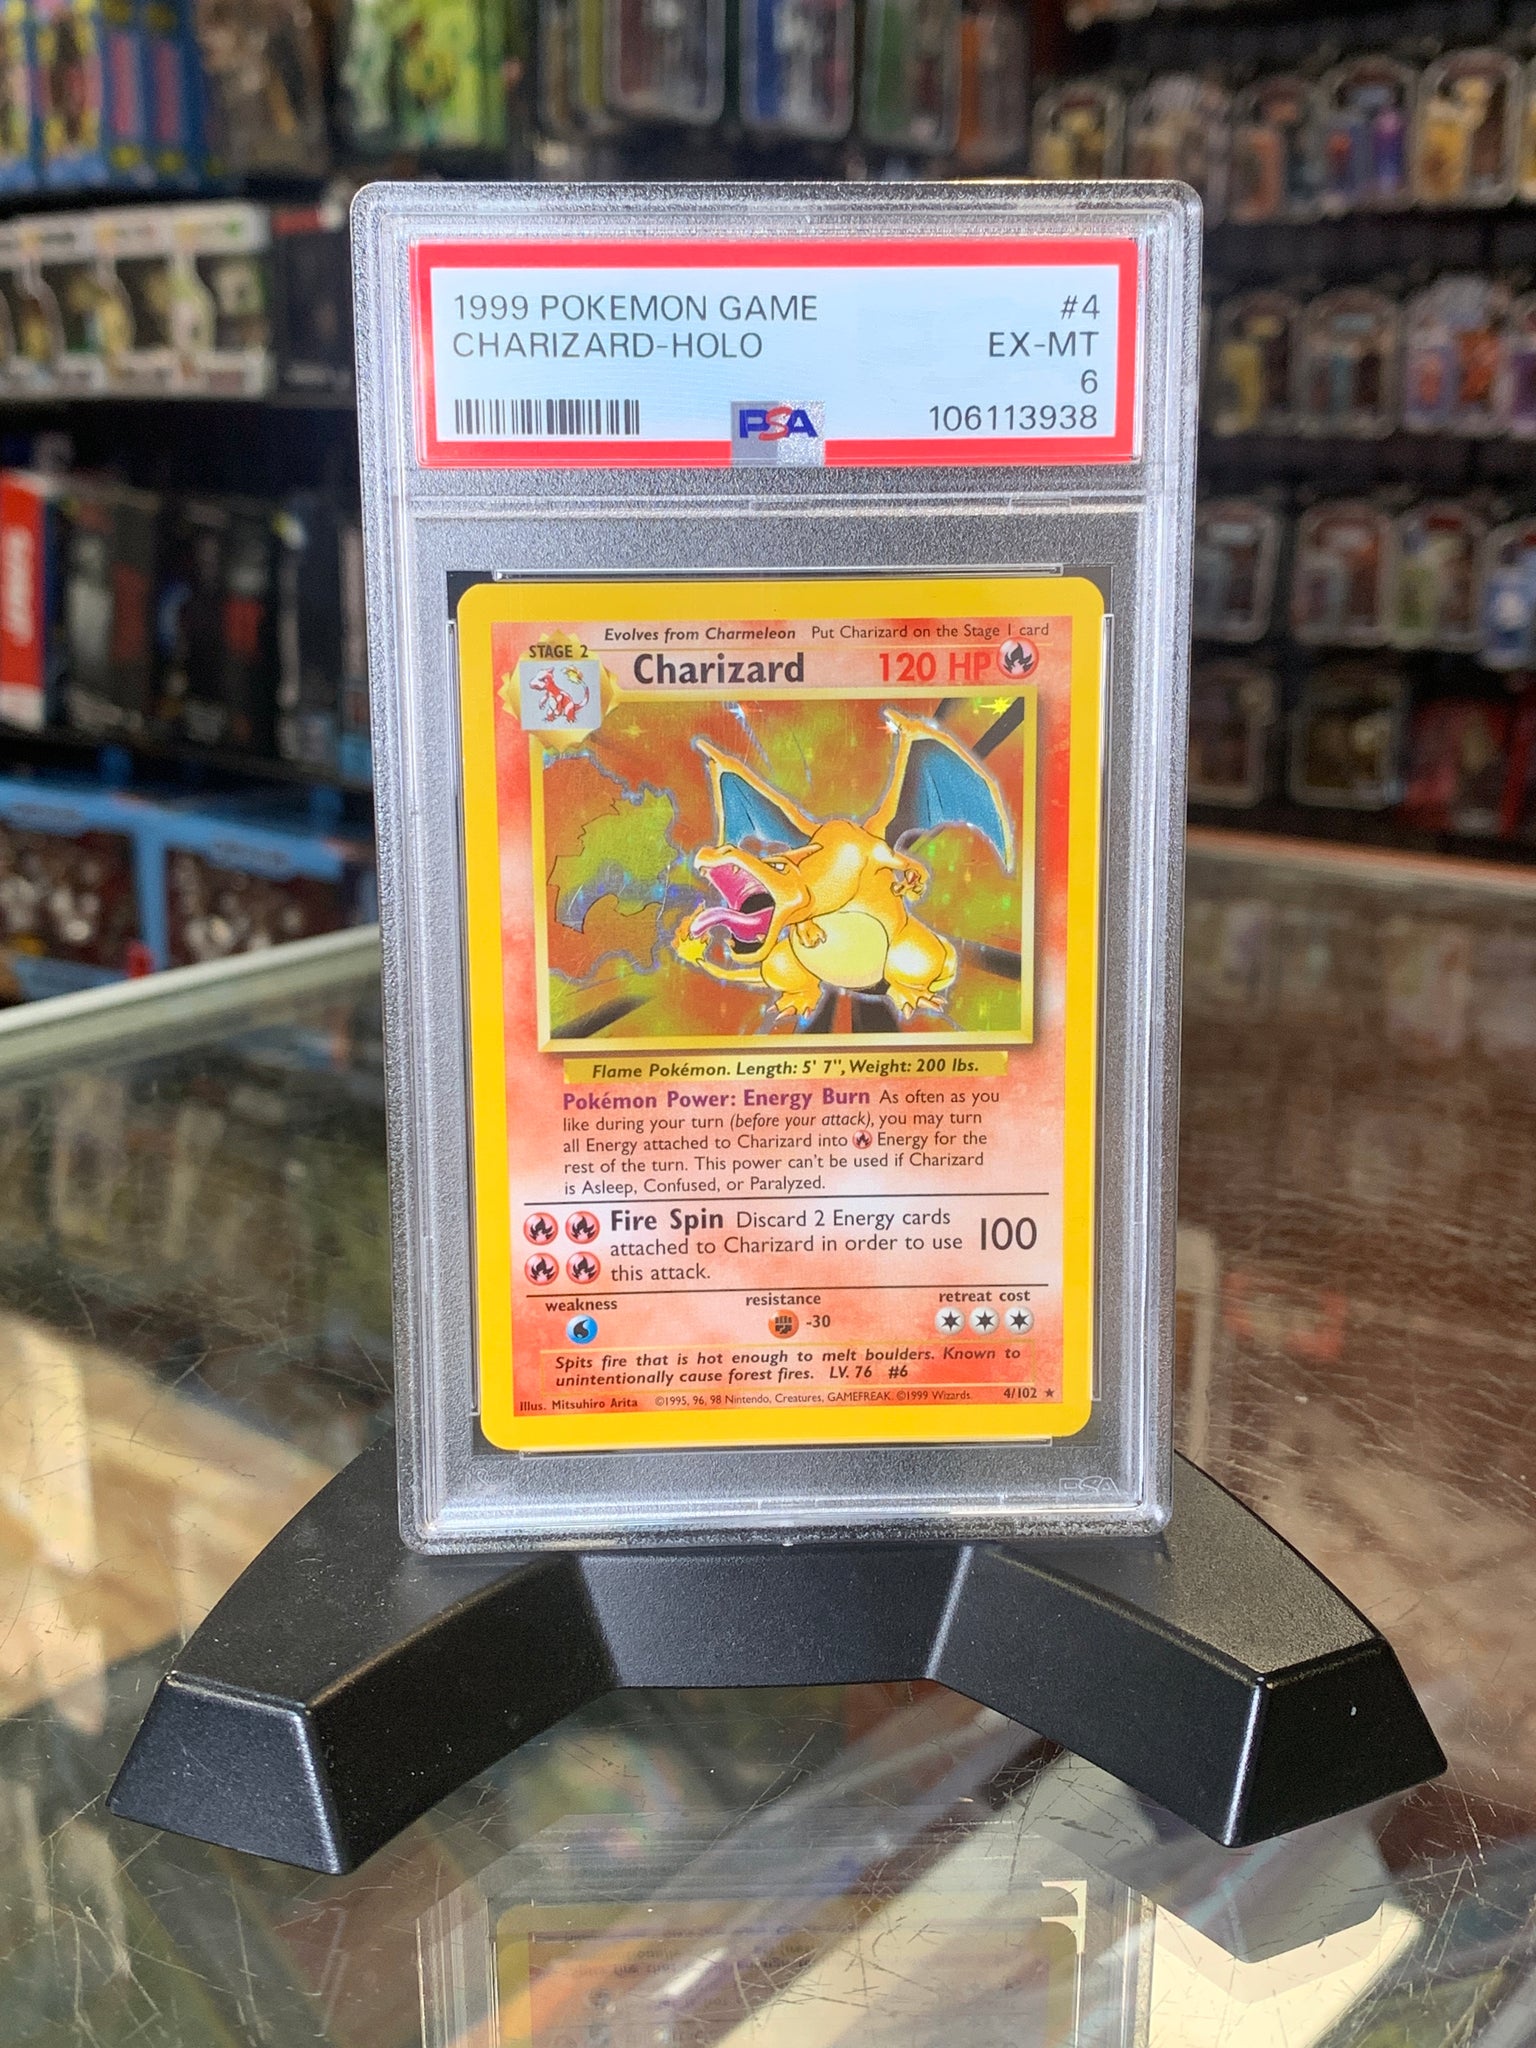 1999 POKEMON GAME #4
CHARIZARD-HOLO EX-MT
6
PSA 106113938
Evolves from Charmeleon Put Charizard on the Stage 1 card
STAGE 2
Charizard 120 HP
Flame Pokémon. Length: 5' 7", Weight: 200 lbs.
Pokémon Power: Energy Burn As often as you
like during your turn (before your attack), you may turn
all Energy attached to Charizard into Energy for the
rest of the turn. This power can't be used if Charizard
is Asleep, Confused, or Paralyzed.
Fire Spin Discard 2 Energy cards
attached to Charizard in order to use 100
this attack.
weakness resistance retreat cost
-30
Spits fire that is hot enough to melt boulders. Known to
unintentionally cause forest fires. LV. 76 #6
Illus. Mitsuhiro Arita ©1995, 96, 98 Nintendo, Creatures, GAMEFREAK. ©1999 Wizards. 4/102 ★
PSA